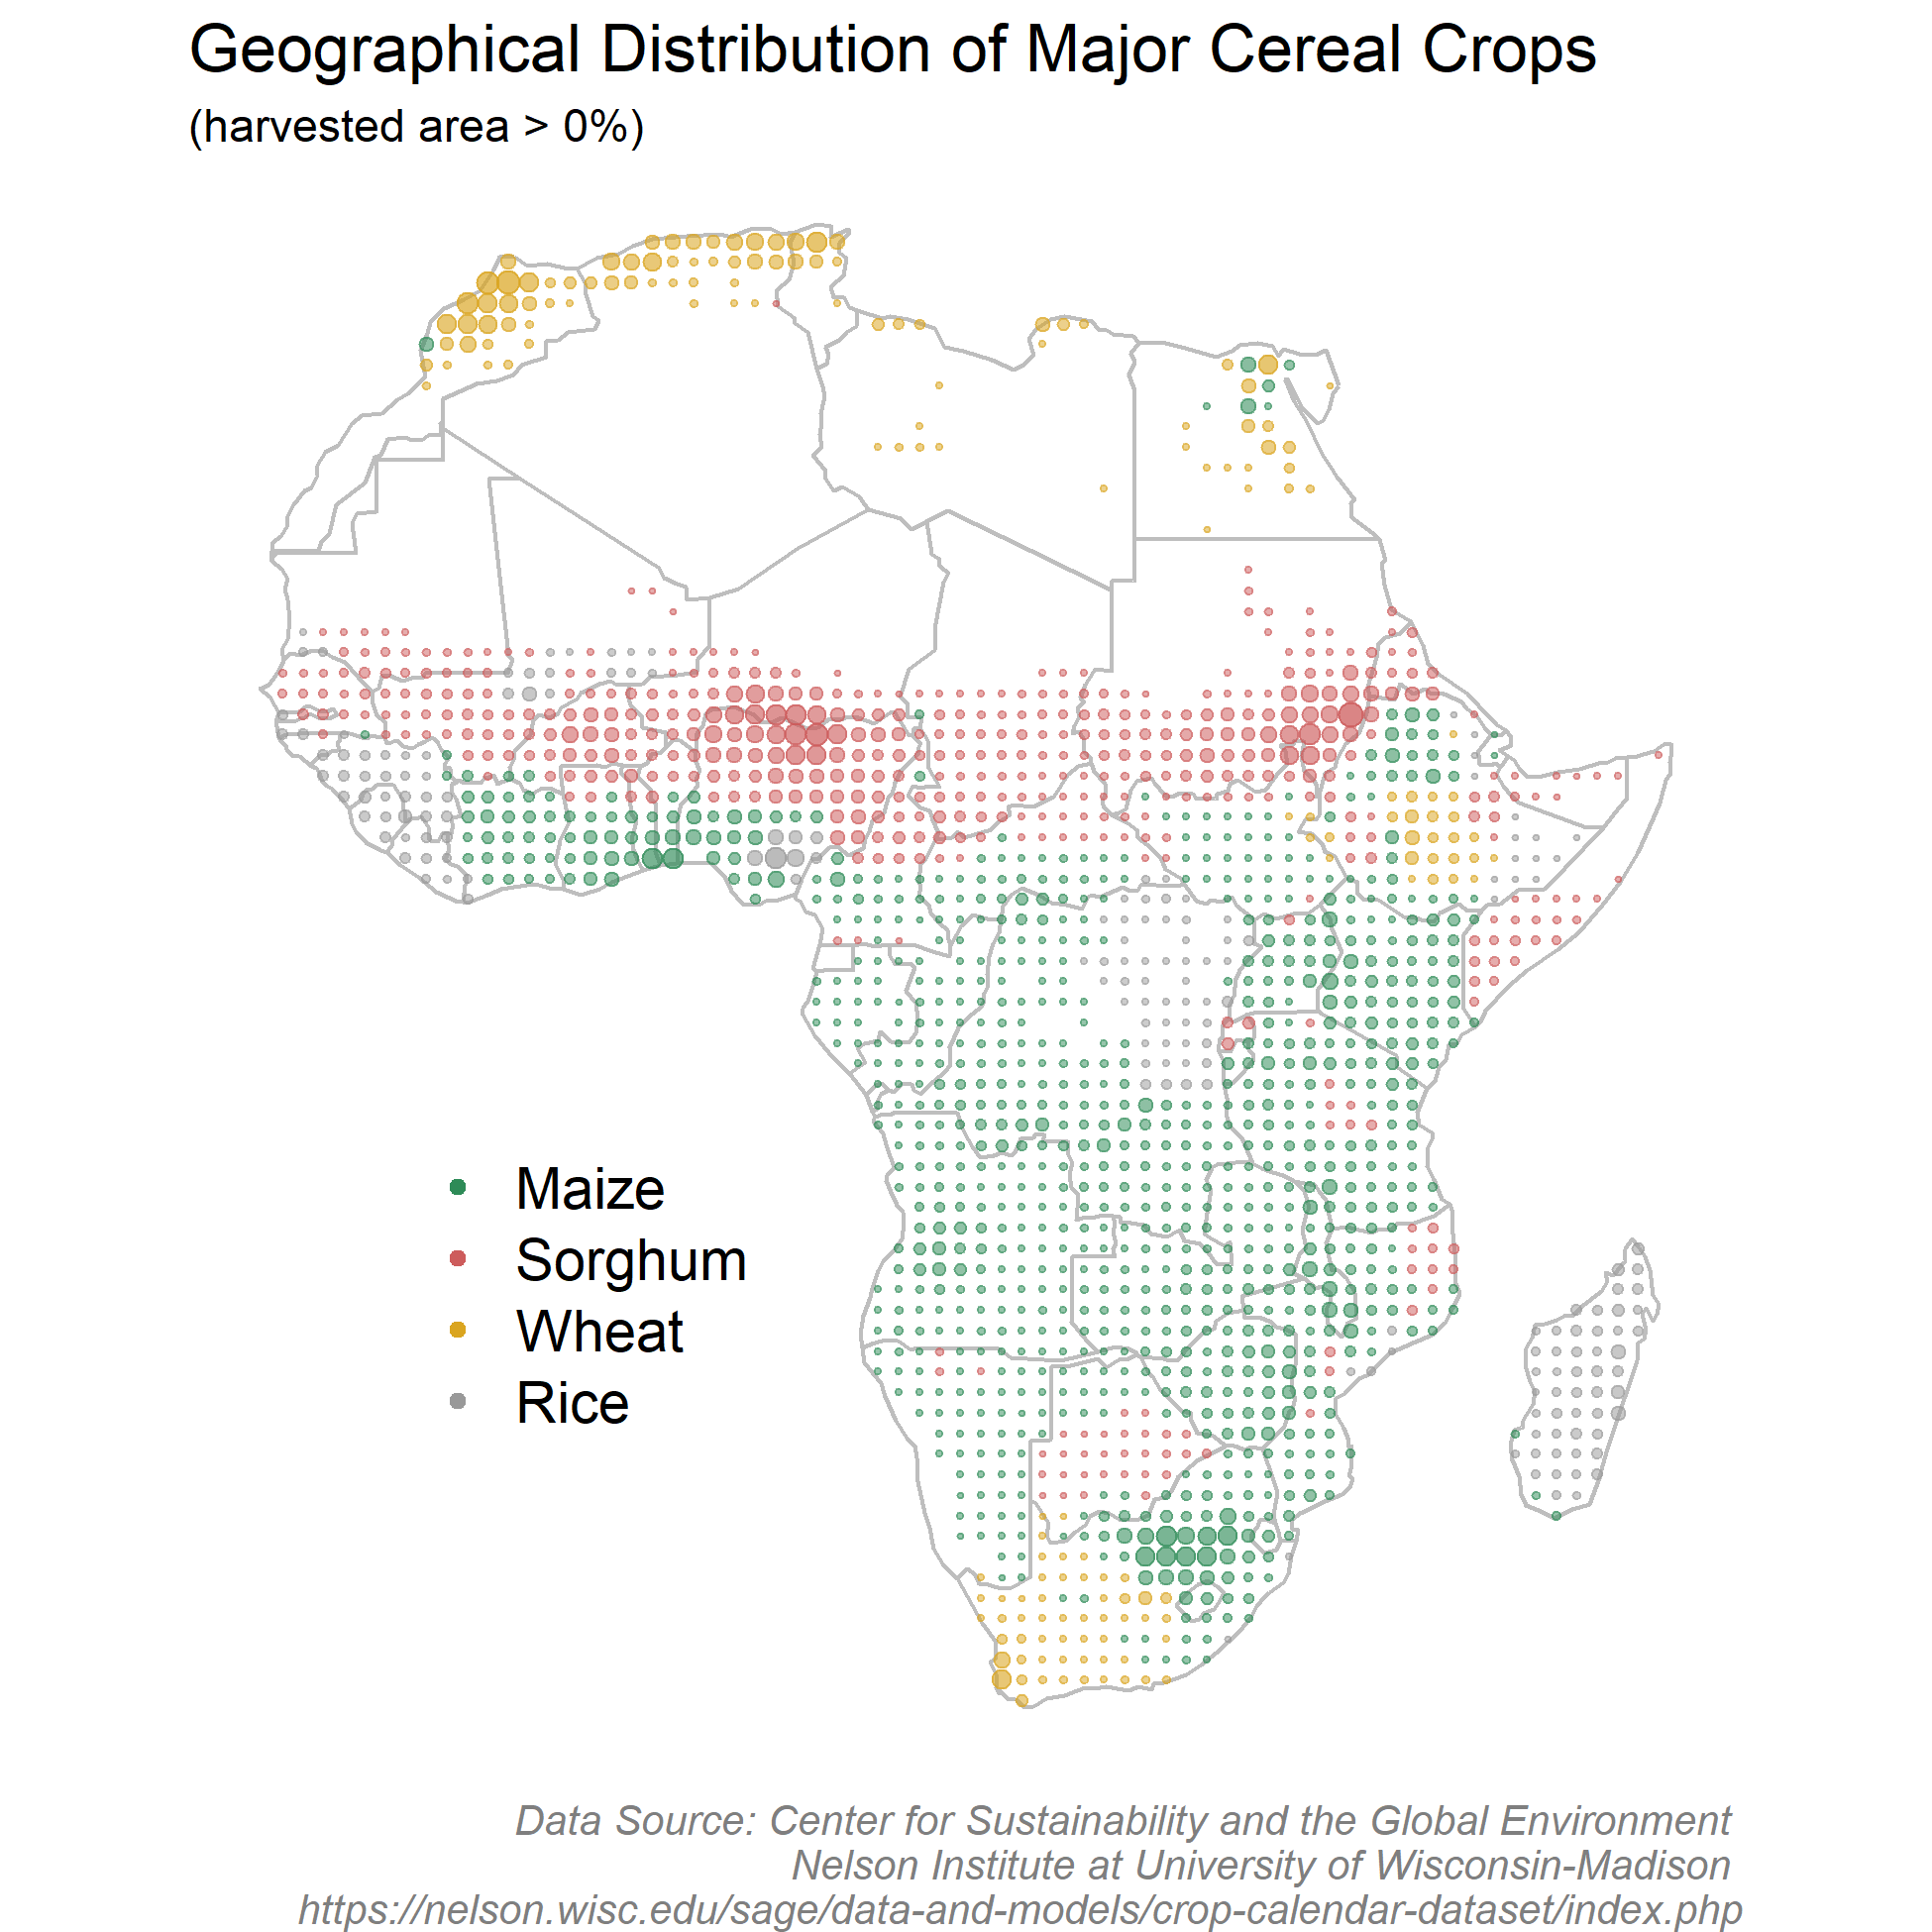 Geographical Distribution of Major Cereal Crops
(harvested area > 0%)
Maize
Sorghum
Wheat
Rice
Data Source: Center for Sustainability and the Global Environment
Nelson Institute at University of Wisconsin-Madison
https://nelson.wisc.edu/sage/data-and-models/crop-calendar-dataset/index.php